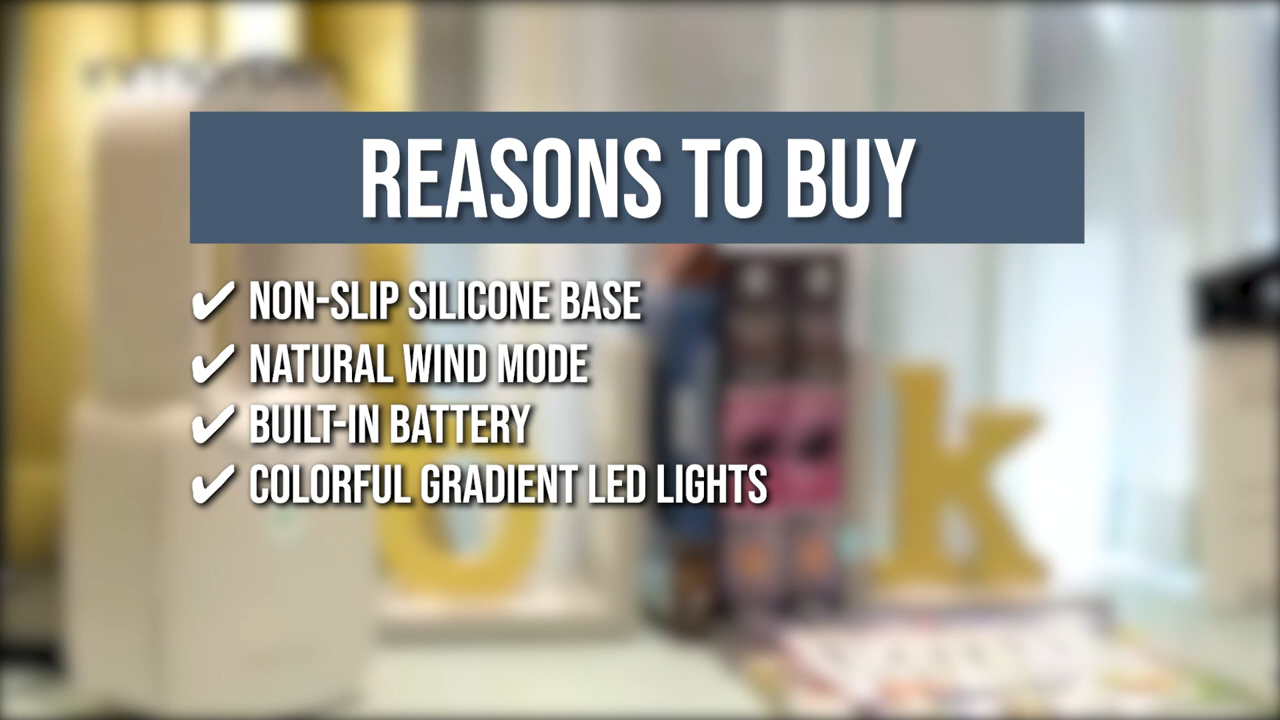 REASONS TO BUY
✔ NON-SLIP SILICONE BASE
✔ NATURAL WIND MODE
✔ BUILT-IN BATTERY
✔ COLORFUL GRADIENT LED LIGHTS
k